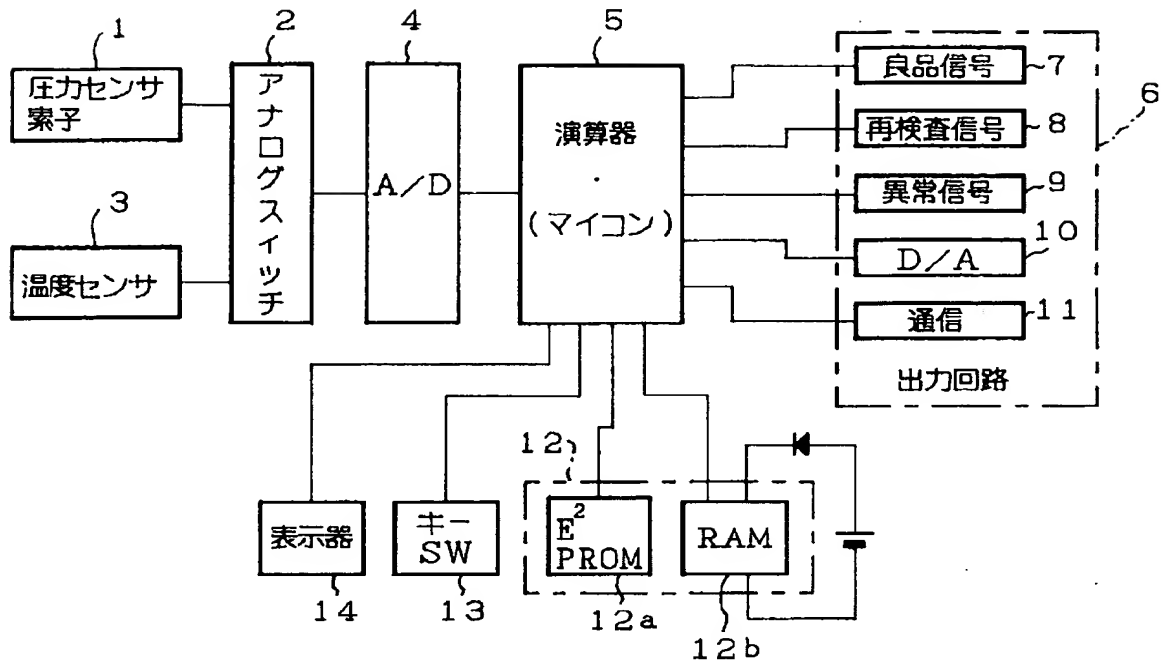 1
2
4
5
圧力センサ
素子
アナログスイッチ
A/D
演算器
・
(マイコン)
良品信号
7
6
再検査信号
8
3
異常信号
9
温度センサ
D/A
10
通信
11
出力回路
12
表示器
キー
SW
E²
PROM
RAM
14
13
12a
12b